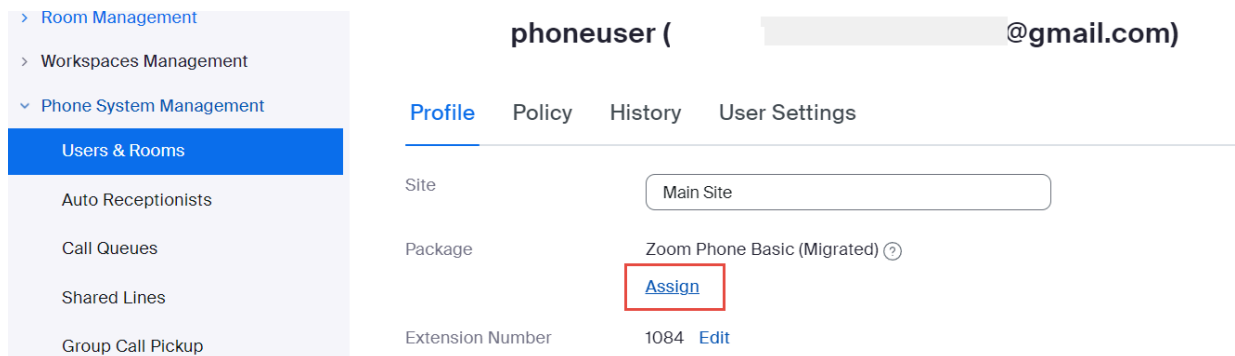 Room Management
Workspaces Management
Phone System Management
Users & Rooms
Auto Receptionists
Call Queues
Shared Lines
Group Call Pickup
phoneuser ( @gmail.com)
Profile Policy History User Settings
Site Main Site
Package Zoom Phone Basic (Migrated) ?
Assign
Extension Number 1084 Edit